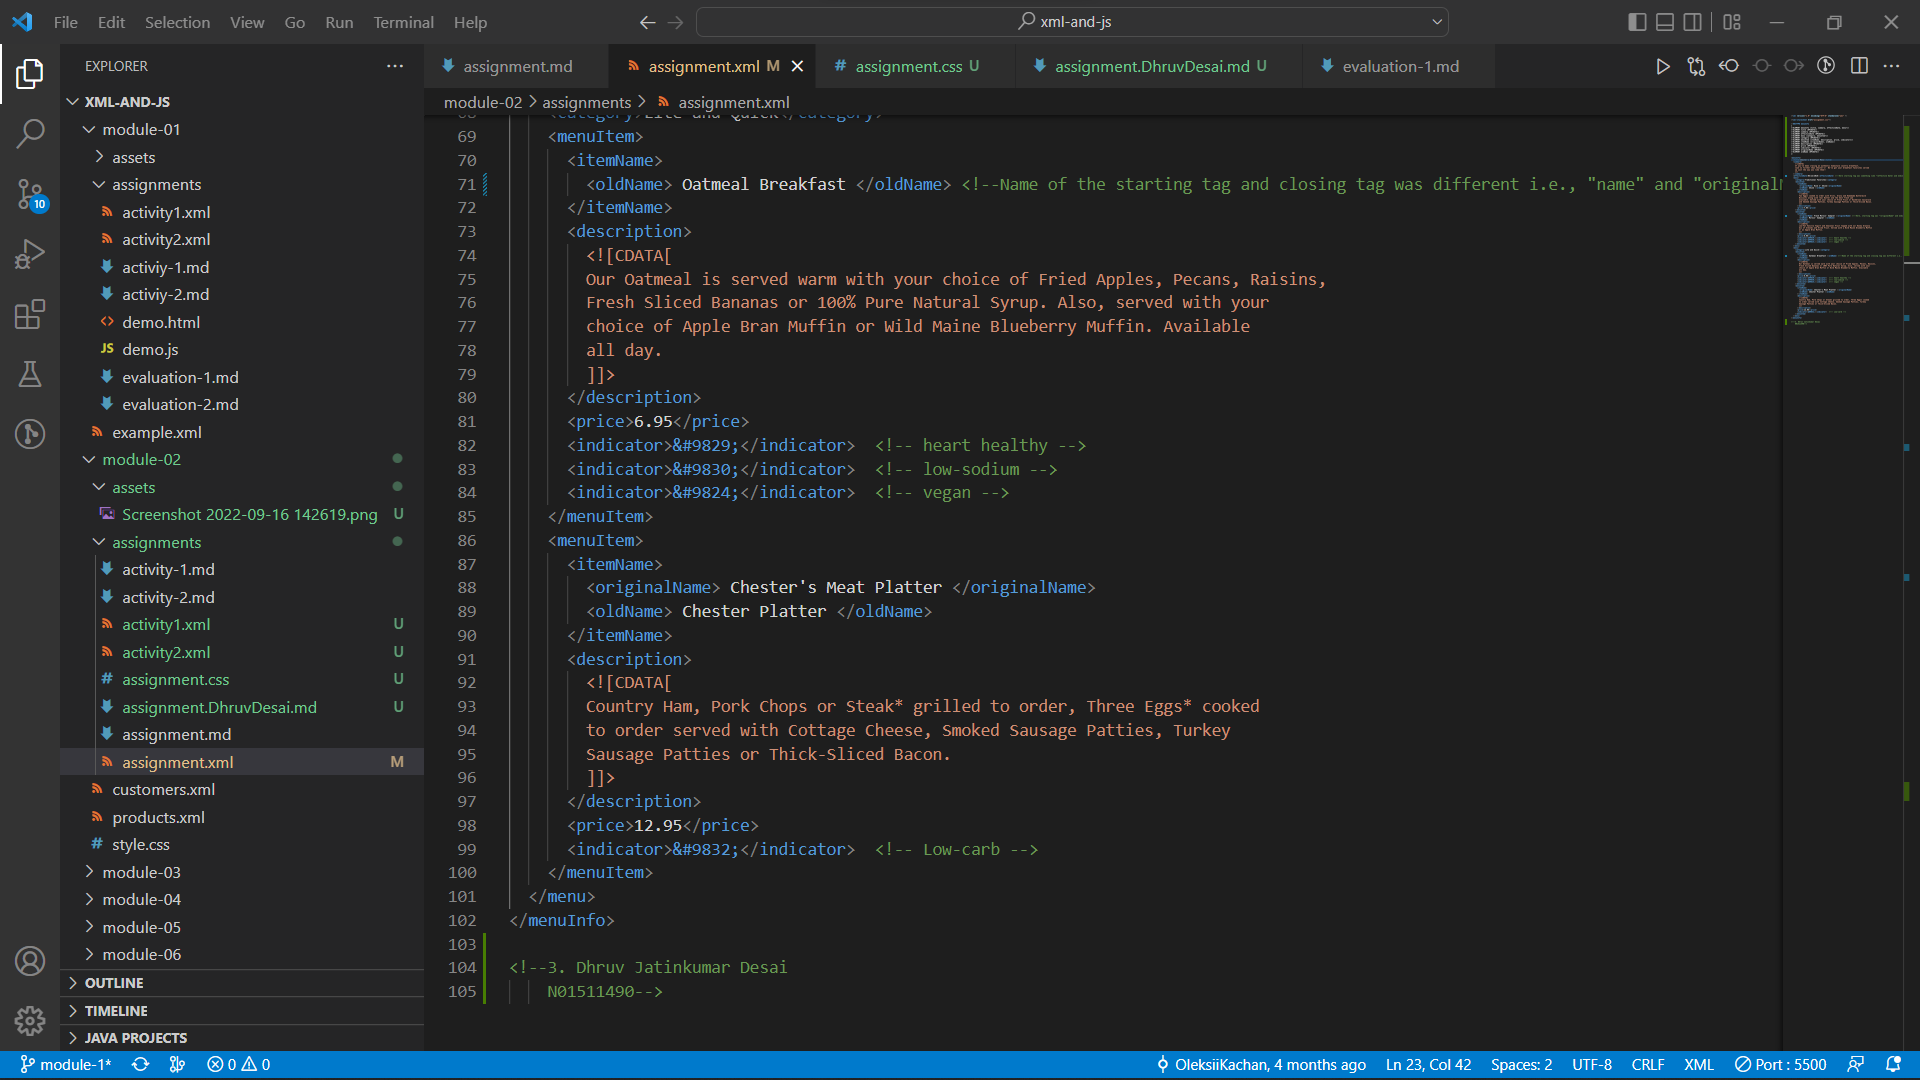 File Edit Selection View Go Run Terminal Help
xml-and-js
EXPLORER
XML-AND-JS
module-01
assets
assignments
activity1.xml
activity2.xml
activiy-1.md
activiy-2.md
demo.html
JS demo.js
evaluation-1.md
evaluation-2.md
example.xml
module-02
assets
Screenshot 2022-09-16 142619.png U
assignments
activity-1.md
activity-2.md
activity1.xml U
activity2.xml U
# assignment.css U
assignment.DhruvDesai.md U
assignment.md
assignment.xml M
customers.xml
products.xml
# style.css
module-03
module-04
module-05
module-06
OUTLINE
TIMELINE
JAVA PROJECTS
10
assignment.md assignment.xml M # assignment.css U assignment.DhruvDesai.md U evaluation-1.md
module-02 > assignments > assignment.xml
68 <category>Lite and Quick</category>
69 <menuItem>
70 <itemName>
71 <oldName> Oatmeal Breakfast </oldName> <!--Name of the starting tag and closing tag was different i.e., "name" and "original
72 </itemName>
73 <description>
74 <![CDATA[
75 Our Oatmeal is served warm with your choice of Fried Apples, Pecans, Raisins,
76 Fresh Sliced Bananas or 100% Pure Natural Syrup. Also, served with your
77 choice of Apple Bran Muffin or Wild Maine Blueberry Muffin. Available
78 all day.
79 ]]>
80 </description>
81 <price>6.95</price>
82 <indicator>&#9829;</indicator> <!-- heart healthy -->
83 <indicator>&#9830;</indicator> <!-- low-sodium -->
84 <indicator>&#9824;</indicator> <!-- vegan -->
85 </menuItem>
86 <menuItem>
87 <itemName>
88 <originalName> Chester's Meat Platter </originalName>
89 <oldName> Chester Platter </oldName>
90 </itemName>
91 <description>
92 <![CDATA[
93 Country Ham, Pork Chops or Steak* grilled to order, Three Eggs* cooked
94 to order served with Cottage Cheese, Smoked Sausage Patties, Turkey
95 Sausage Patties or Thick-Sliced Bacon.
96 ]]>
97 </description>
98 <price>12.95</price>
99 <indicator>&#9832;</indicator> <!-- Low-carb -->
100 </menuItem>
101 </menu>
102 </menuInfo>
103
104 <!--3. Dhruv Jatinkumar Desai
105 N01511490-->
module-1* 0 0 OleksiiKachan, 4 months ago Ln 23, Col 42 Spaces: 2 UTF-8 CRLF XML Port : 5500